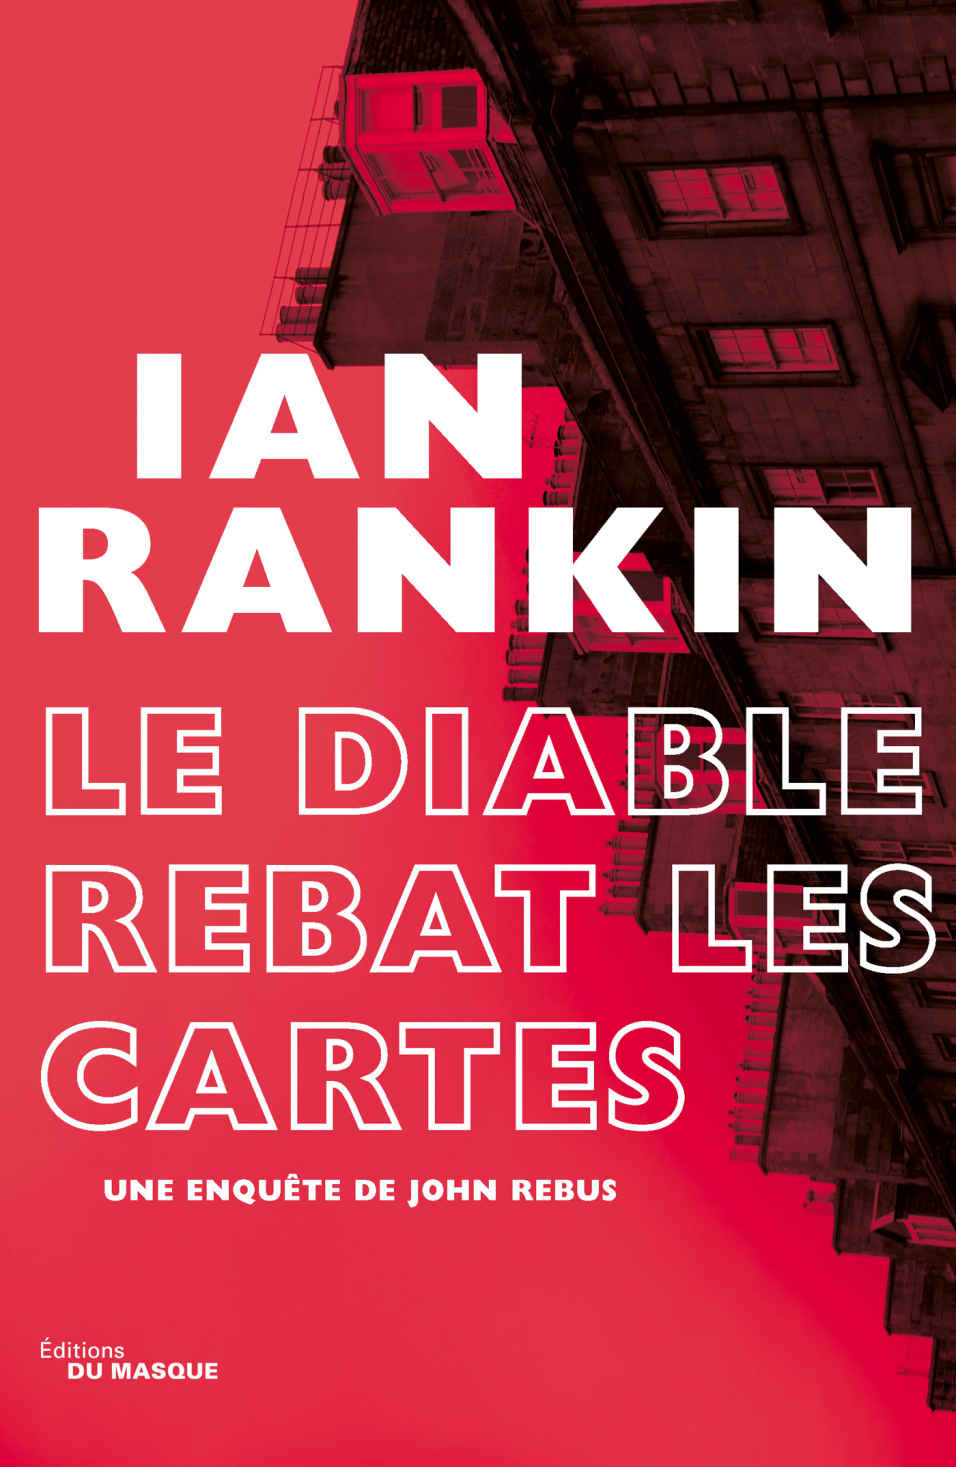 IAN
RANKIN
LE DIABLE
REBAT LES
CARTES
UNE ENQUÊTE DE JOHN REBUS
Éditions
DU MASQUE